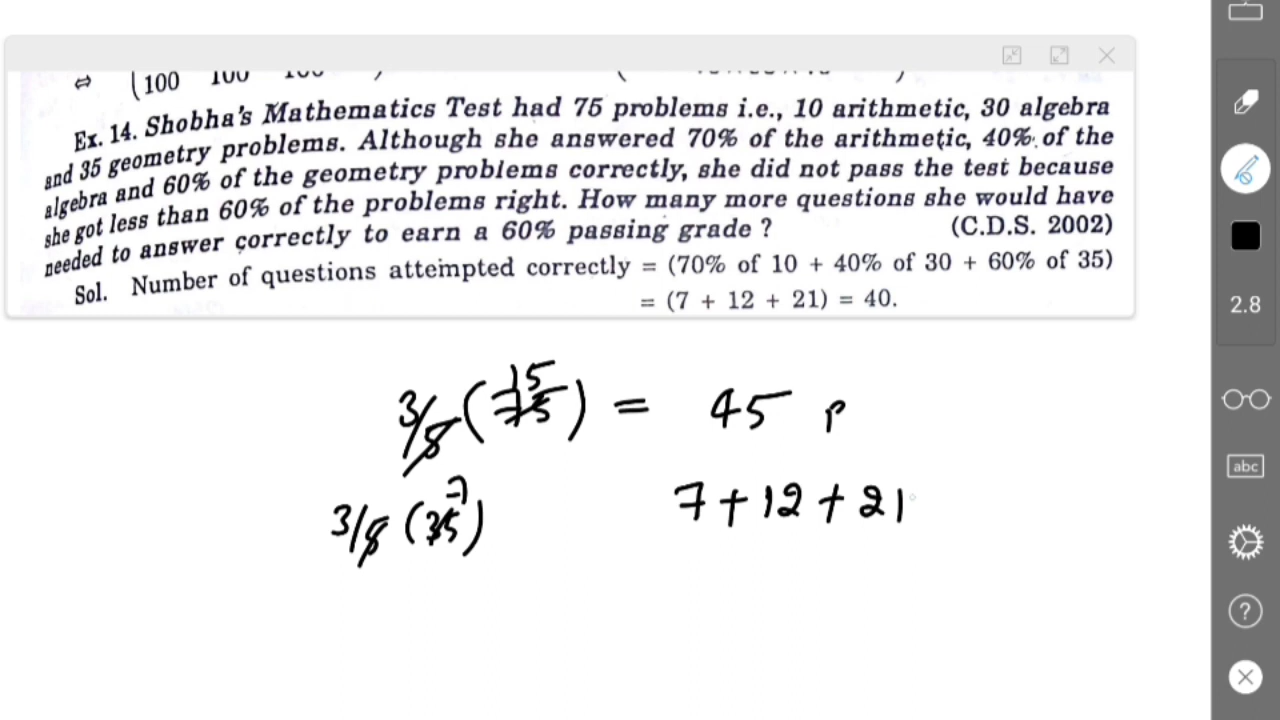 ⇔ (100 100 100 )
Ex. 14. Shobha's Mathematics Test had 75 problems i.e., 10 arithmetic, 30 algebra
and 35 geometry problems. Although she answered 70% of the arithmetic, 40% of the
algebra and 60% of the geometry problems correctly, she did not pass the test because
she got less than 60% of the problems right. How many more questions she would have
needed to answer correctly to earn a 60% passing grade ? (C.D.S. 2002)
Sol. Number of questions attempted correctly = (70% of 10 + 40% of 30 + 60% of 35)
= (7 + 12 + 21) = 40.
15
3/5 (75) = 45 P
7
3/5 (35) 7 + 12 + 21
2.8
abc
?